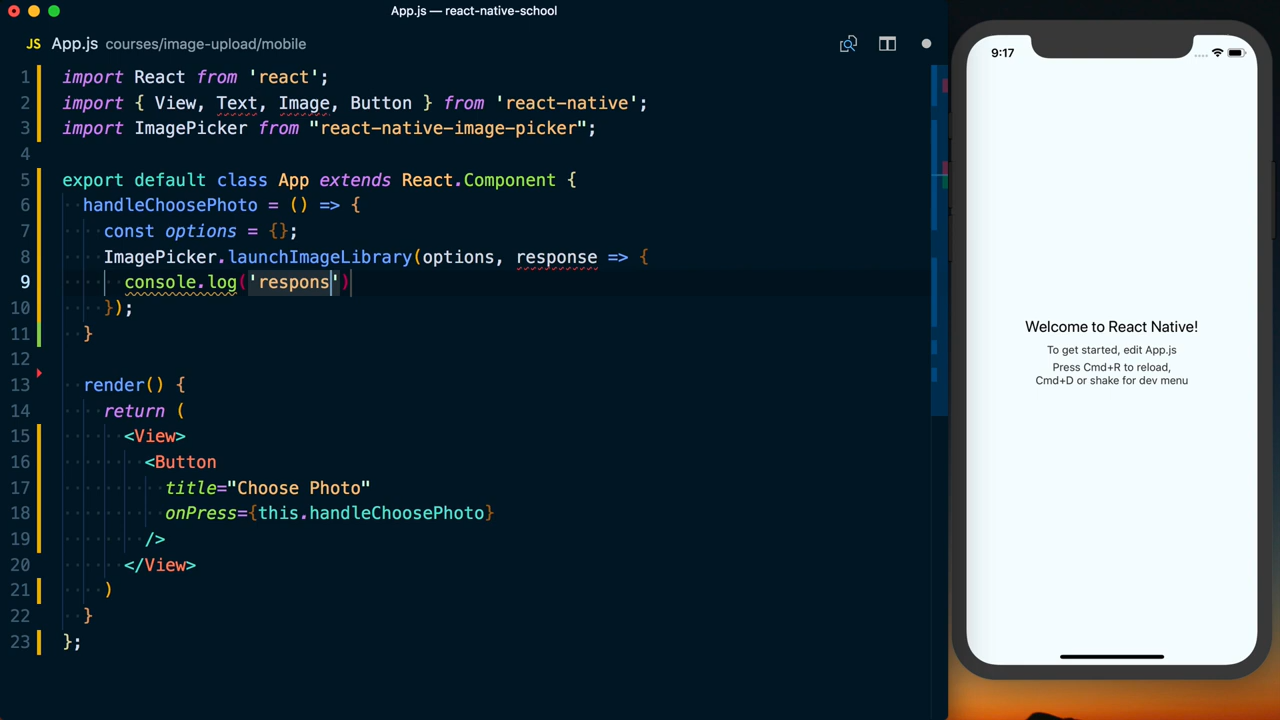 App.js — react-native-school
JS App.js courses/image-upload/mobile
1 import React from 'react';
2 import { View, Text, Image, Button } from 'react-native';
3 import ImagePicker from "react-native-image-picker";
4
5 export default class App extends React.Component {
6 handleChoosePhoto = () => {
7 const options = {};
8 ImagePicker.launchImageLibrary(options, response => {
9 console.log('respons')
10 });
11 }
12
13 render() {
14 return (
15 <View>
16 <Button
17 title="Choose Photo"
18 onPress={this.handleChoosePhoto}
19 />
20 </View>
21 )
22 }
23 };
9:17
Welcome to React Native!
To get started, edit App.js
Press Cmd+R to reload,
Cmd+D or shake for dev menu